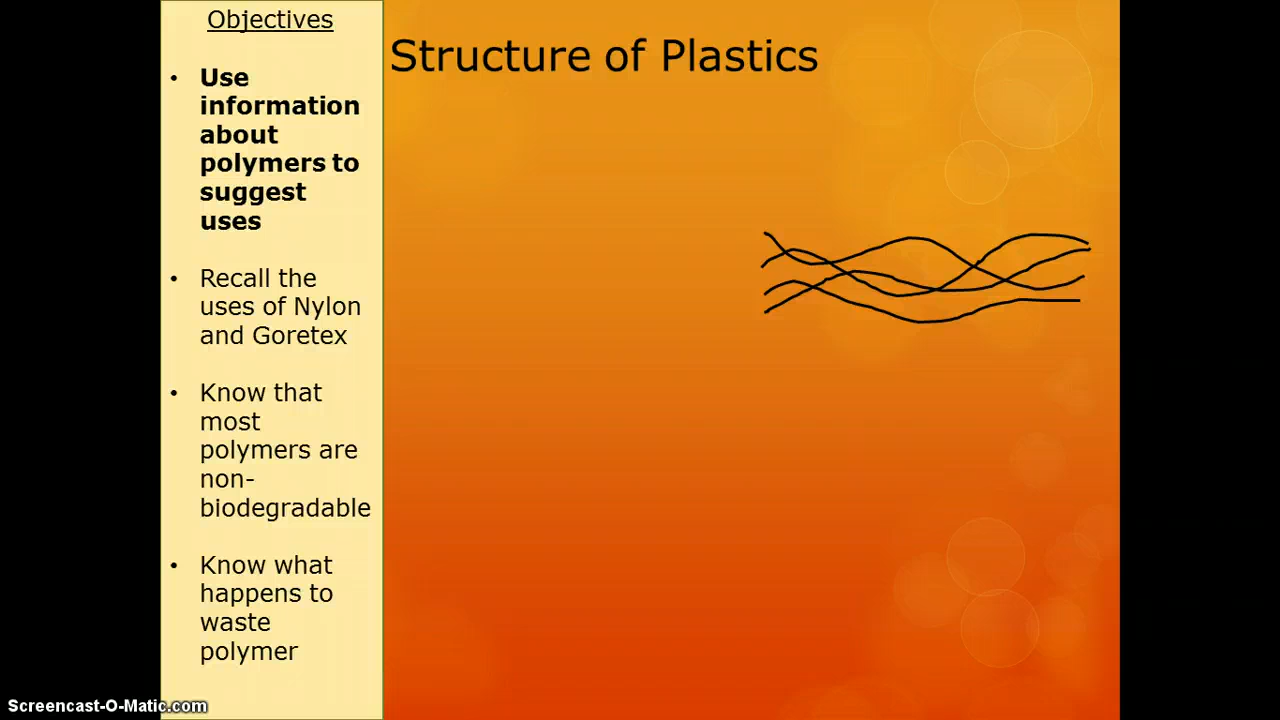 Objectives
• Use
information
about
polymers to
suggest
uses
• Recall the
uses of Nylon
and Goretex
• Know that
most
polymers are
non-
biodegradable
• Know what
happens to
waste
polymer
Structure of Plastics
Screencast-O-Matic.com